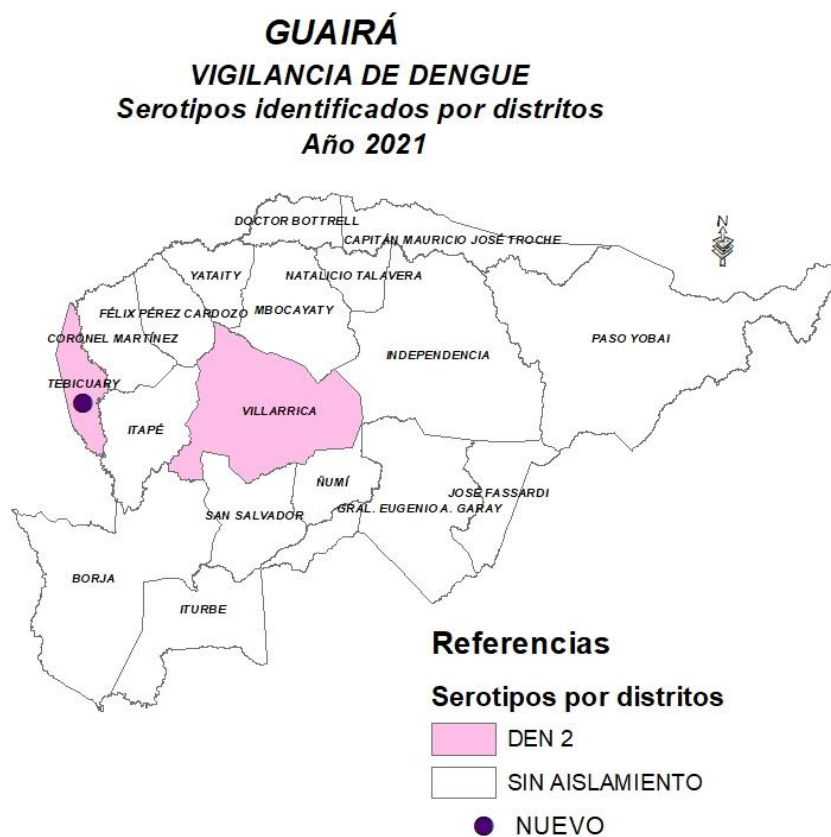 GUAIRÁ
VIGILANCIA DE DENGUE
Serotipos identificados por distritos
Año 2021
N
DOCTOR BOTTRELL
CAPITÁN MAURICIO JOSÉ TROCHE
YATAITY
NATALICIO TALAVERA
FÉLIX PÉREZ CARDOZO
MBOCAYATY
CORONEL MARTÍNEZ
INDEPENDENCIA
PASO YOBAI
TEBICUARY
VILLARRICA
ITAPÉ
ÑUMÍ
JOSÉ FASSARDI
SAN SALVADOR
GRAL. EUGENIO A. GARAY
BORJA
ITURBE
Referencias
Serotipos por distritos
DEN 2
SIN AISLAMIENTO
NUEVO